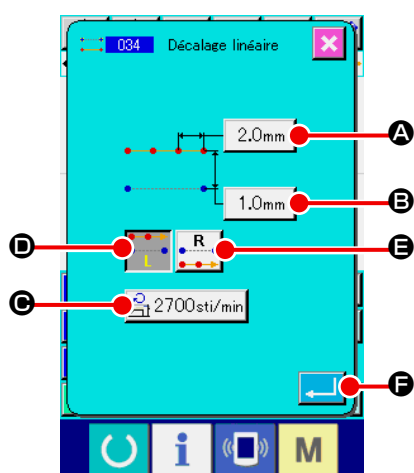 034 Décalage linéaire
2.0mm A
1.0mm B
D L R E
C 2700sti/min
F
i M